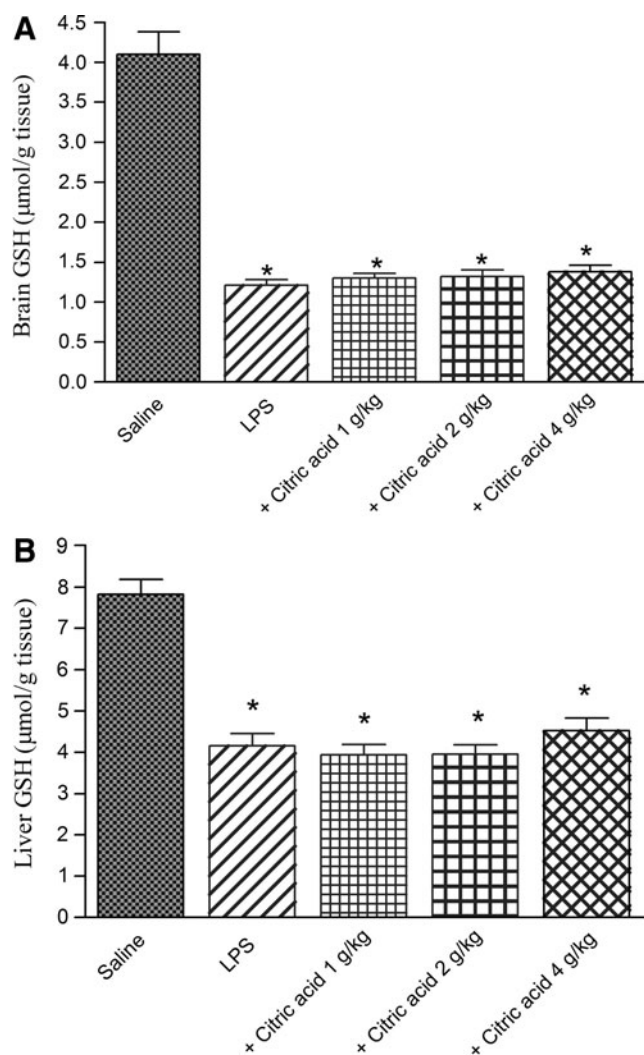 A
Brain GSH (μmol/g tissue)
4.5
4.0
3.5
3.0
2.5
2.0
1.5
1.0
0.5
0.0
* * * *
Saline
LPS
+ Citric acid 1 g/kg
+ Citric acid 2 g/kg
+ Citric acid 4 g/kg
B
Liver GSH (μmol/g tissue)
9
8
7
6
5
4
3
2
1
0
* * * *
Saline
LPS
+ Citric acid 1 g/kg
+ Citric acid 2 g/kg
+ Citric acid 4 g/kg